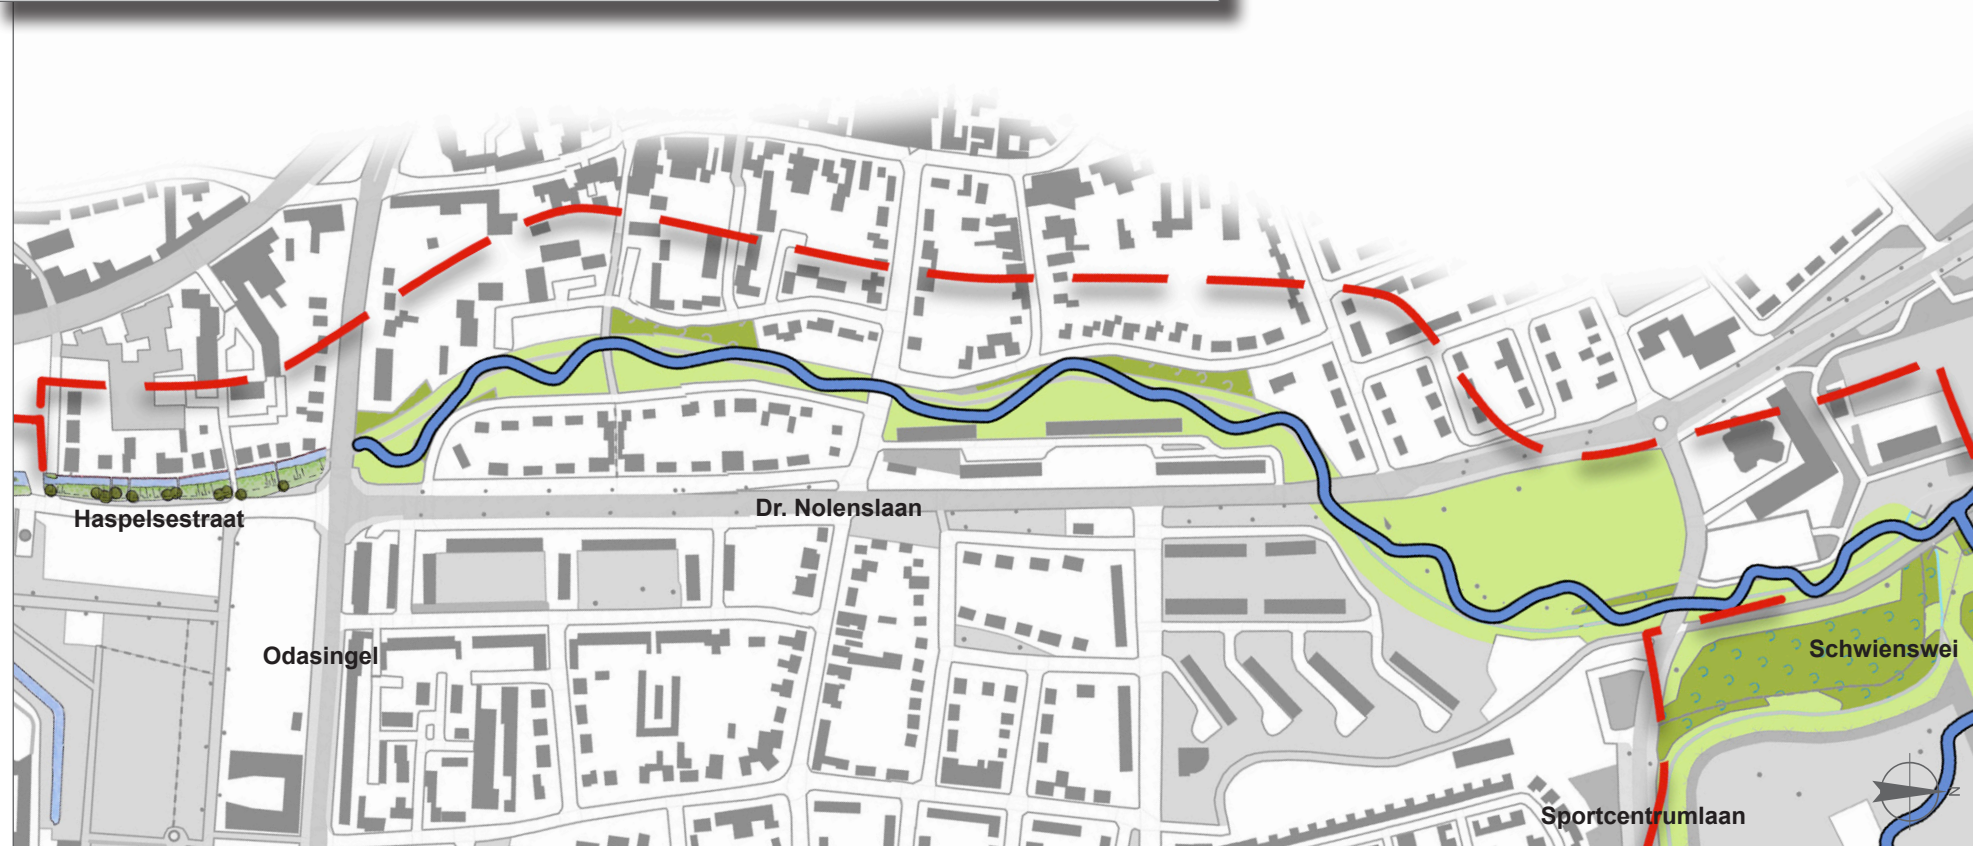 Haspelsestraat
Dr. Nolenslaan
Odasingel
Schwienswei
N
Sportcentrumlaan